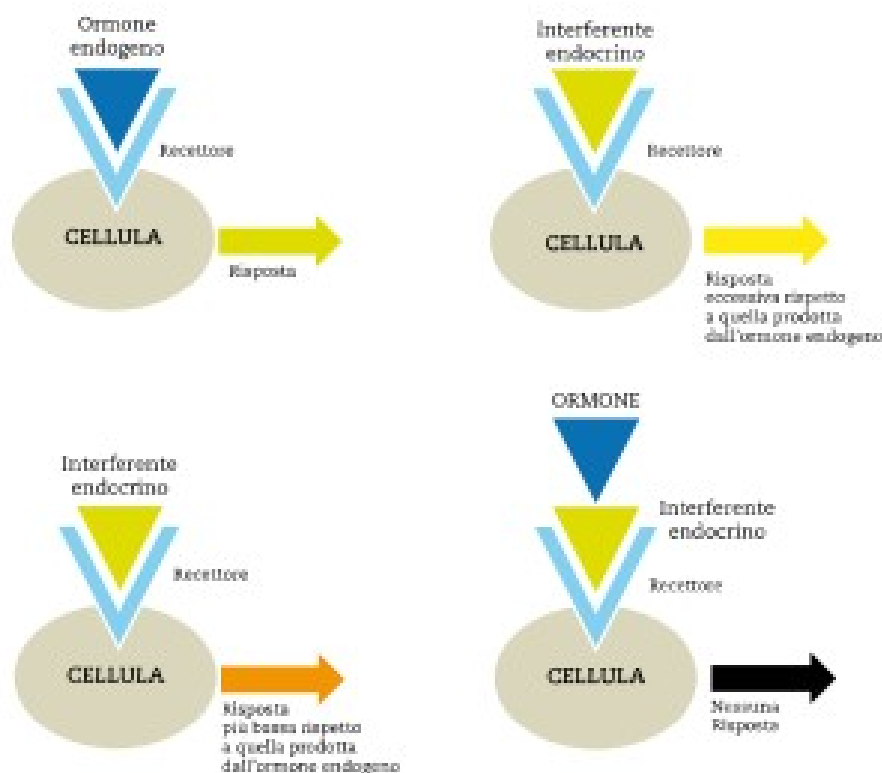 Ormone
endogeno
Recettore
CELLULA
Risposta
Interferente
endocrino
Recettore
CELLULA
Risposta
eccessiva rispetto
a quella prodotta
dall'ormone endogeno
Interferente
endocrino
Recettore
CELLULA
Risposta
più bassa rispetto
a quella prodotta
dall'ormone endogeno
ORMONE
Interferente
endocrino
Recettore
CELLULA
Nessuna
Risposta